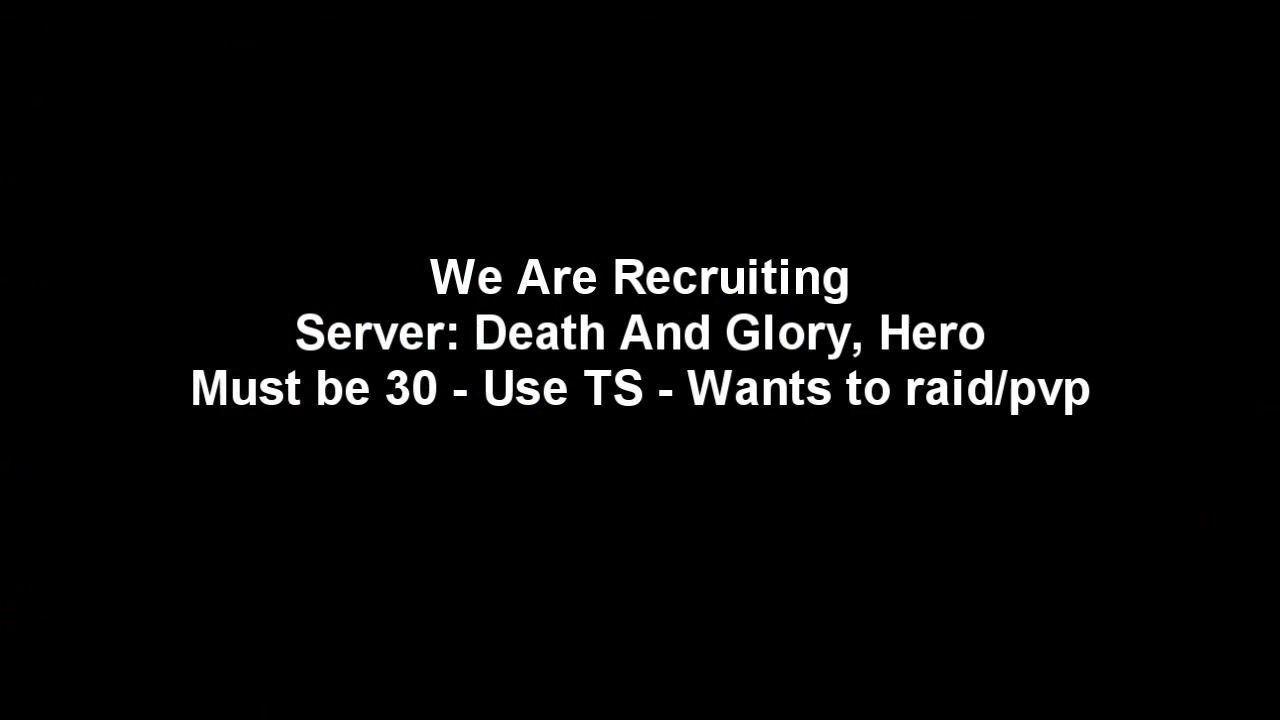 We Are Recruiting
Server: Death And Glory, Hero
Must be 30 - Use TS - Wants to raid/pvp